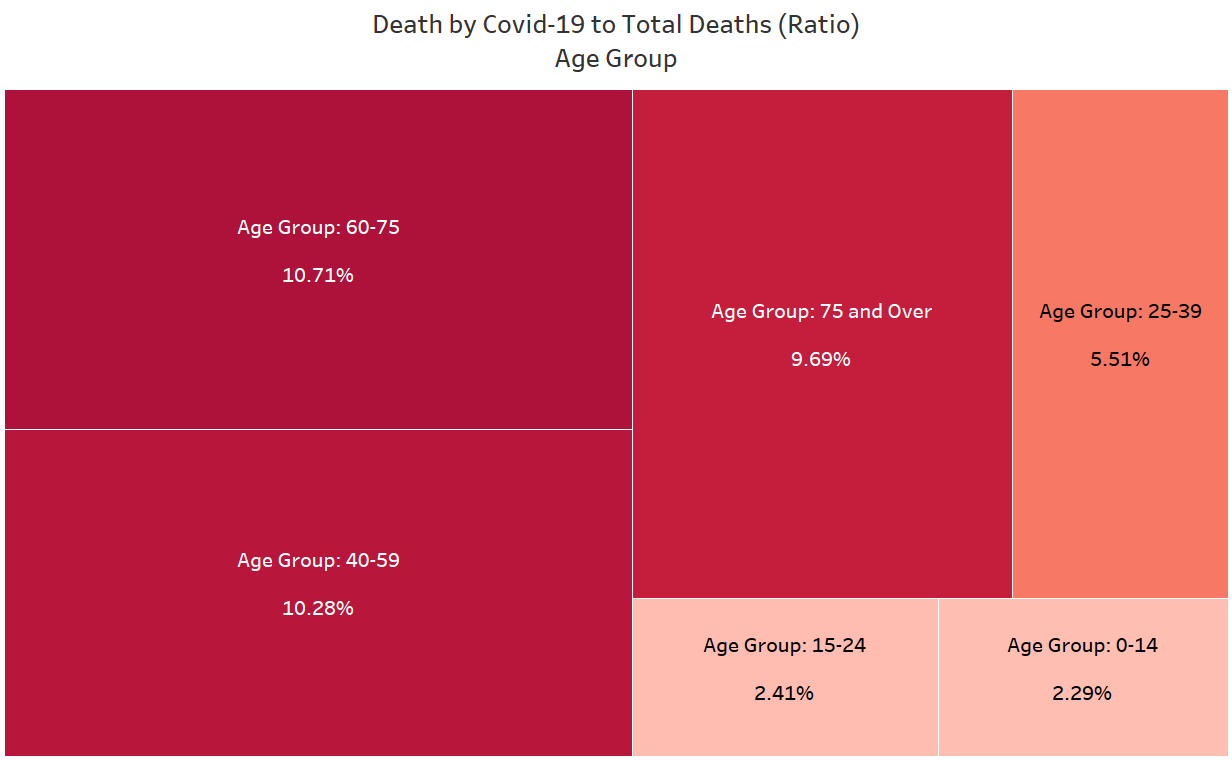 Death by Covid-19 to Total Deaths (Ratio)
Age Group
Age Group: 60-75
10.71%
Age Group: 40-59
10.28%
Age Group: 75 and Over
9.69%
Age Group: 25-39
5.51%
Age Group: 15-24
2.41%
Age Group: 0-14
2.29%